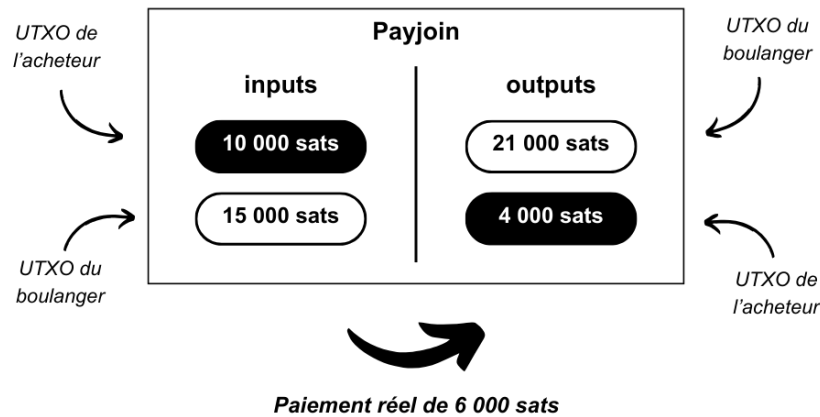 UTXO de
l'acheteur
Payjoin
UTXO du
boulanger
inputs
outputs
10 000 sats
21 000 sats
15 000 sats
4 000 sats
UTXO du
boulanger
UTXO de
l'acheteur
Paiement réel de 6 000 sats